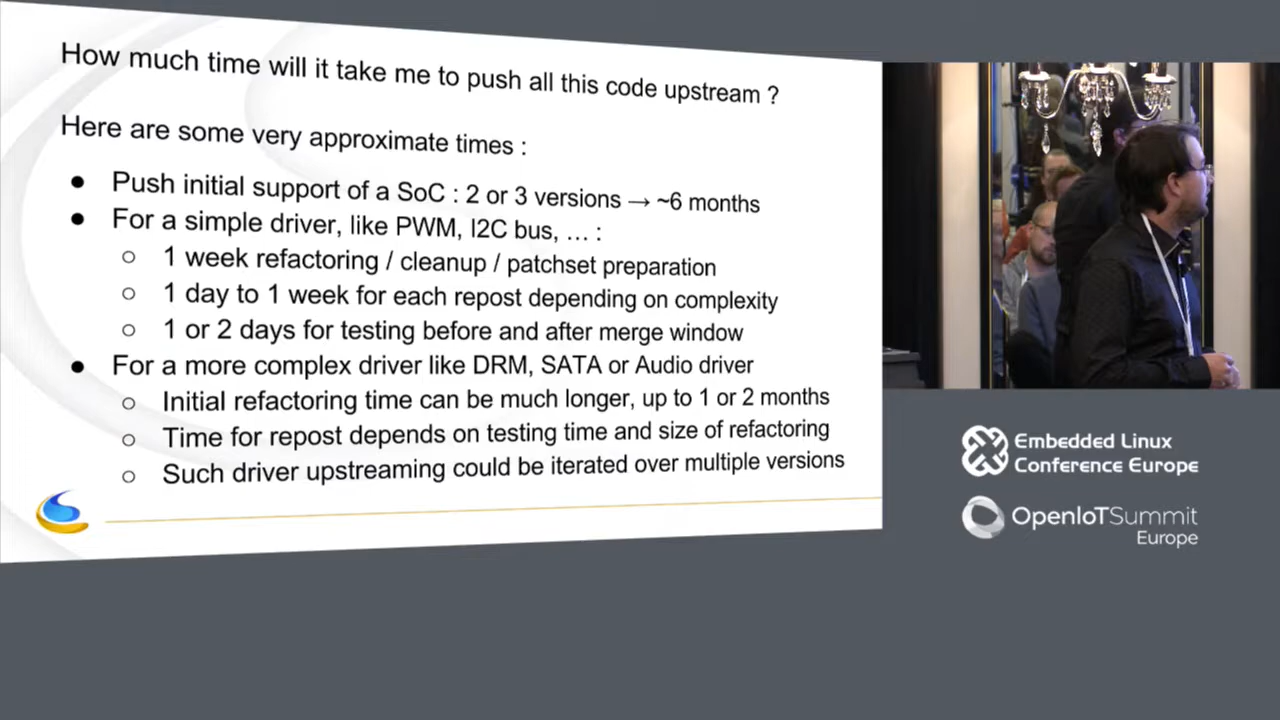 How much time will it take me to push all this code upstream ?
Here are some very approximate times :
● Push initial support of a SoC : 2 or 3 versions → ~6 months
● For a simple driver, like PWM, I2C bus, … :
○ 1 week refactoring / cleanup / patchset preparation
○ 1 day to 1 week for each repost depending on complexity
○ 1 or 2 days for testing before and after merge window
● For a more complex driver like DRM, SATA or Audio driver
○ Initial refactoring time can be much longer, up to 1 or 2 months
○ Time for repost depends on testing time and size of refactoring
○ Such driver upstreaming could be iterated over multiple versions
Embedded Linux
Conference Europe
OpenIoTSummit
Europe